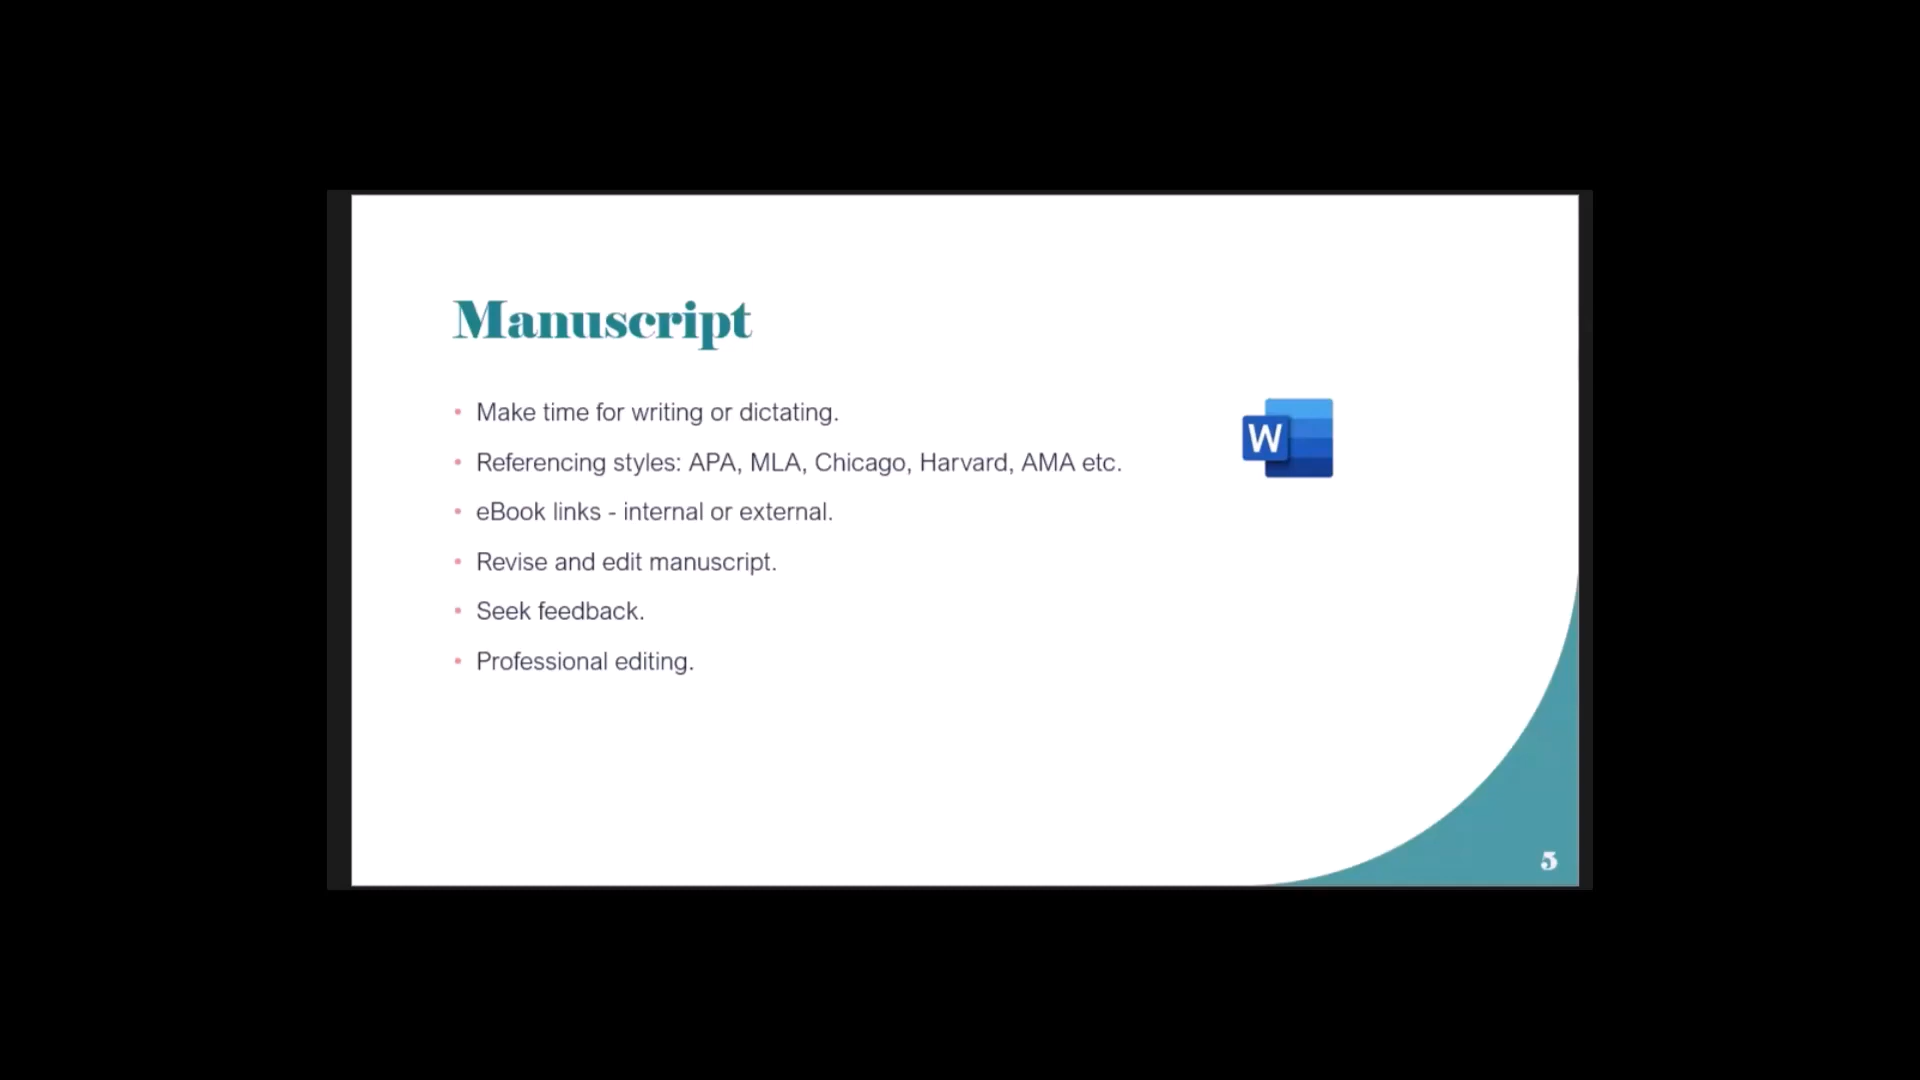 Manuscript
• Make time for writing or dictating.
• Referencing styles: APA, MLA, Chicago, Harvard, AMA etc.
• eBook links - internal or external.
• Revise and edit manuscript.
• Seek feedback.
• Professional editing.
W
5